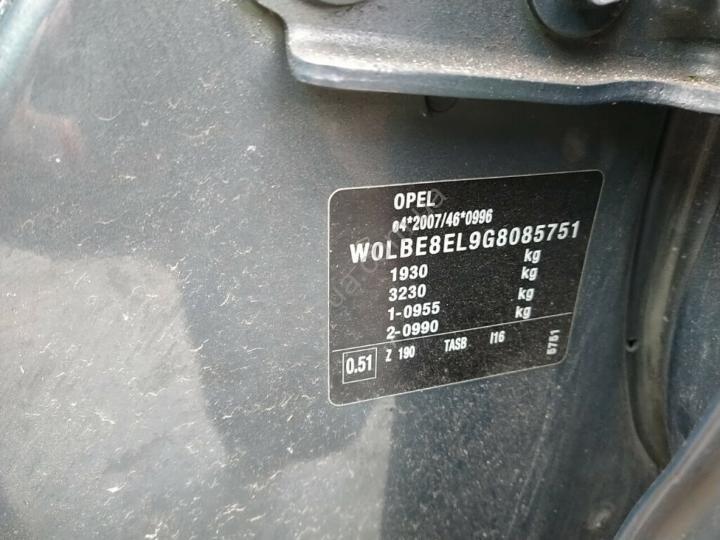 OPEL
e4*2007/46*0996
W0LBE8EL9G8085751
1930 kg
3230 kg
1-0955 kg
2-0990 kg
0.51 Z 190 TASB I16 5751